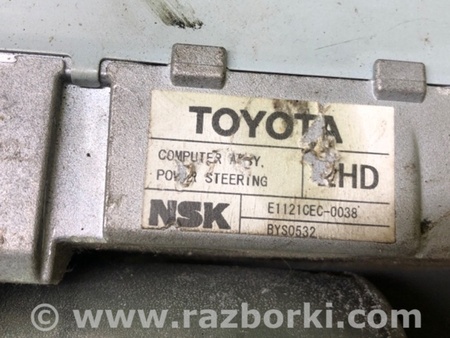 TOYOTA
COMPUTER ASSY.
POWER STEERING
RHD
NSK
E1121CEC-0038
BYS0532
www.razborki.com